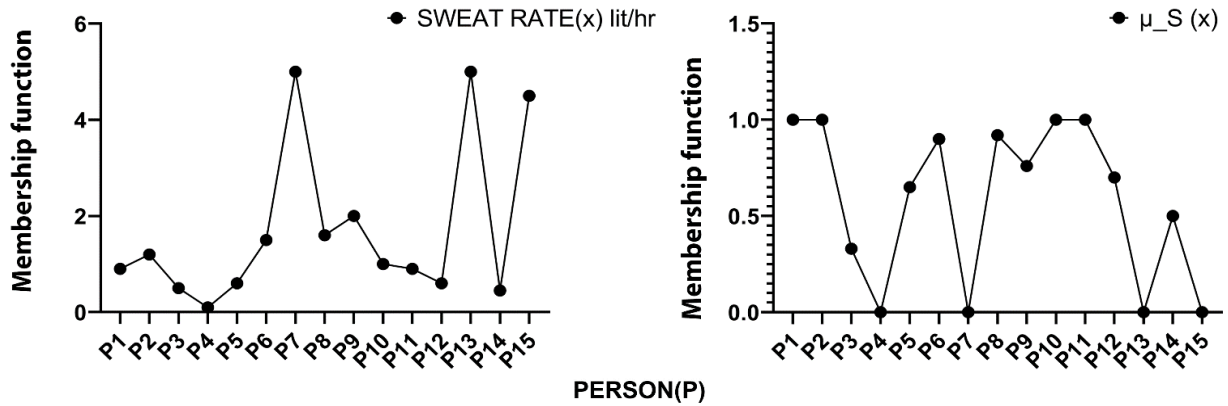 SWEAT RATE(x) lit/hr
Membership function
6
4
2
0
P1 P2 P3 P4 P5 P6 P7 P8 P9 P10 P11 P12 P13 P14 P15
µ_S (x)
Membership function
1.5
1.0
0.5
0.0
P1 P2 P3 P4 P5 P6 P7 P8 P9 P10 P11 P12 P13 P14 P15
PERSON(P)